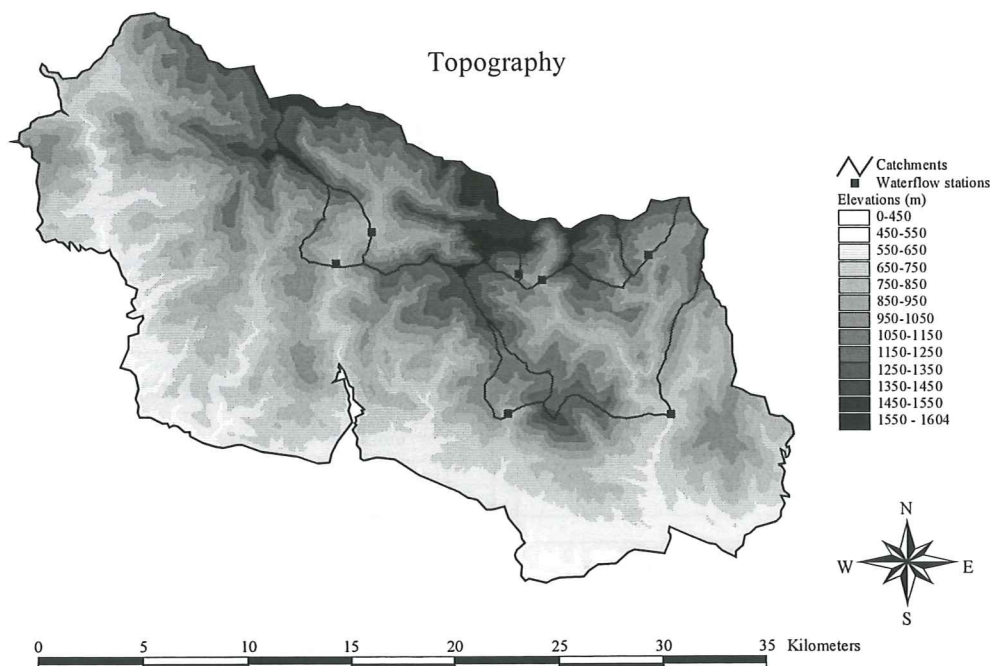 Topography
Catchments
Waterflow stations
Elevations (m)
0-450
450-550
550-650
650-750
750-850
850-950
950-1050
1050-1150
1150-1250
1250-1350
1350-1450
1450-1550
1550 - 1604
N
W E
S
0 5 10 15 20 25 30 35 Kilometers